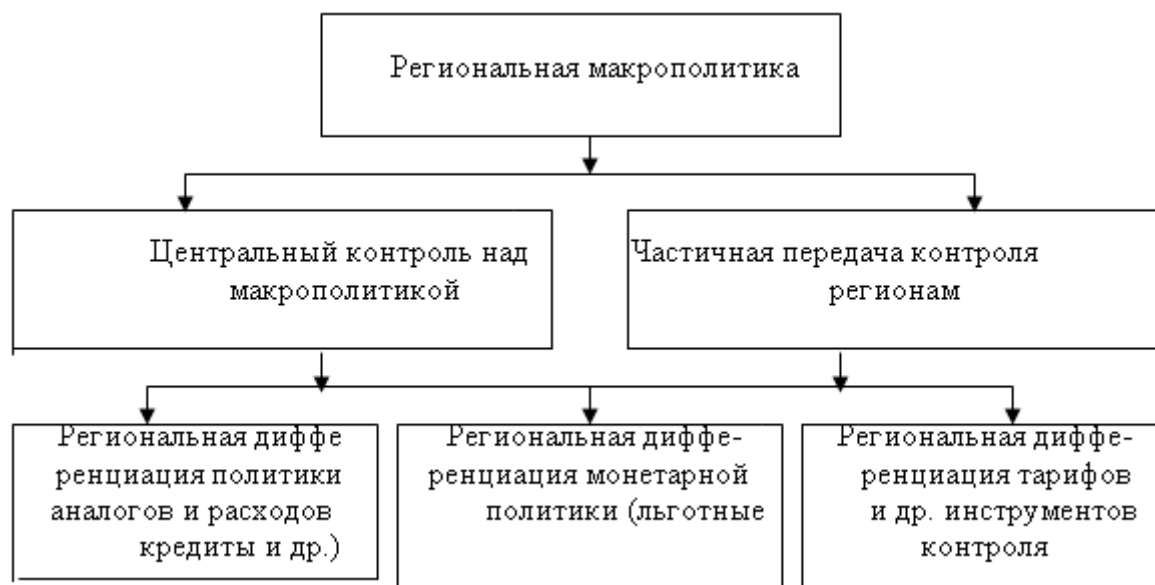 Региональная макрополитика
Центральный контроль над
макрополитикой
Частичная передача контроля
регионам
Региональная диффе
ренциация политики
аналогов и расходов
кредиты и др.)
Региональная диффе-
ренциация монетарной
политики (льготные
Региональная диффе-
ренциация тарифов
и др. инструментов
контроля